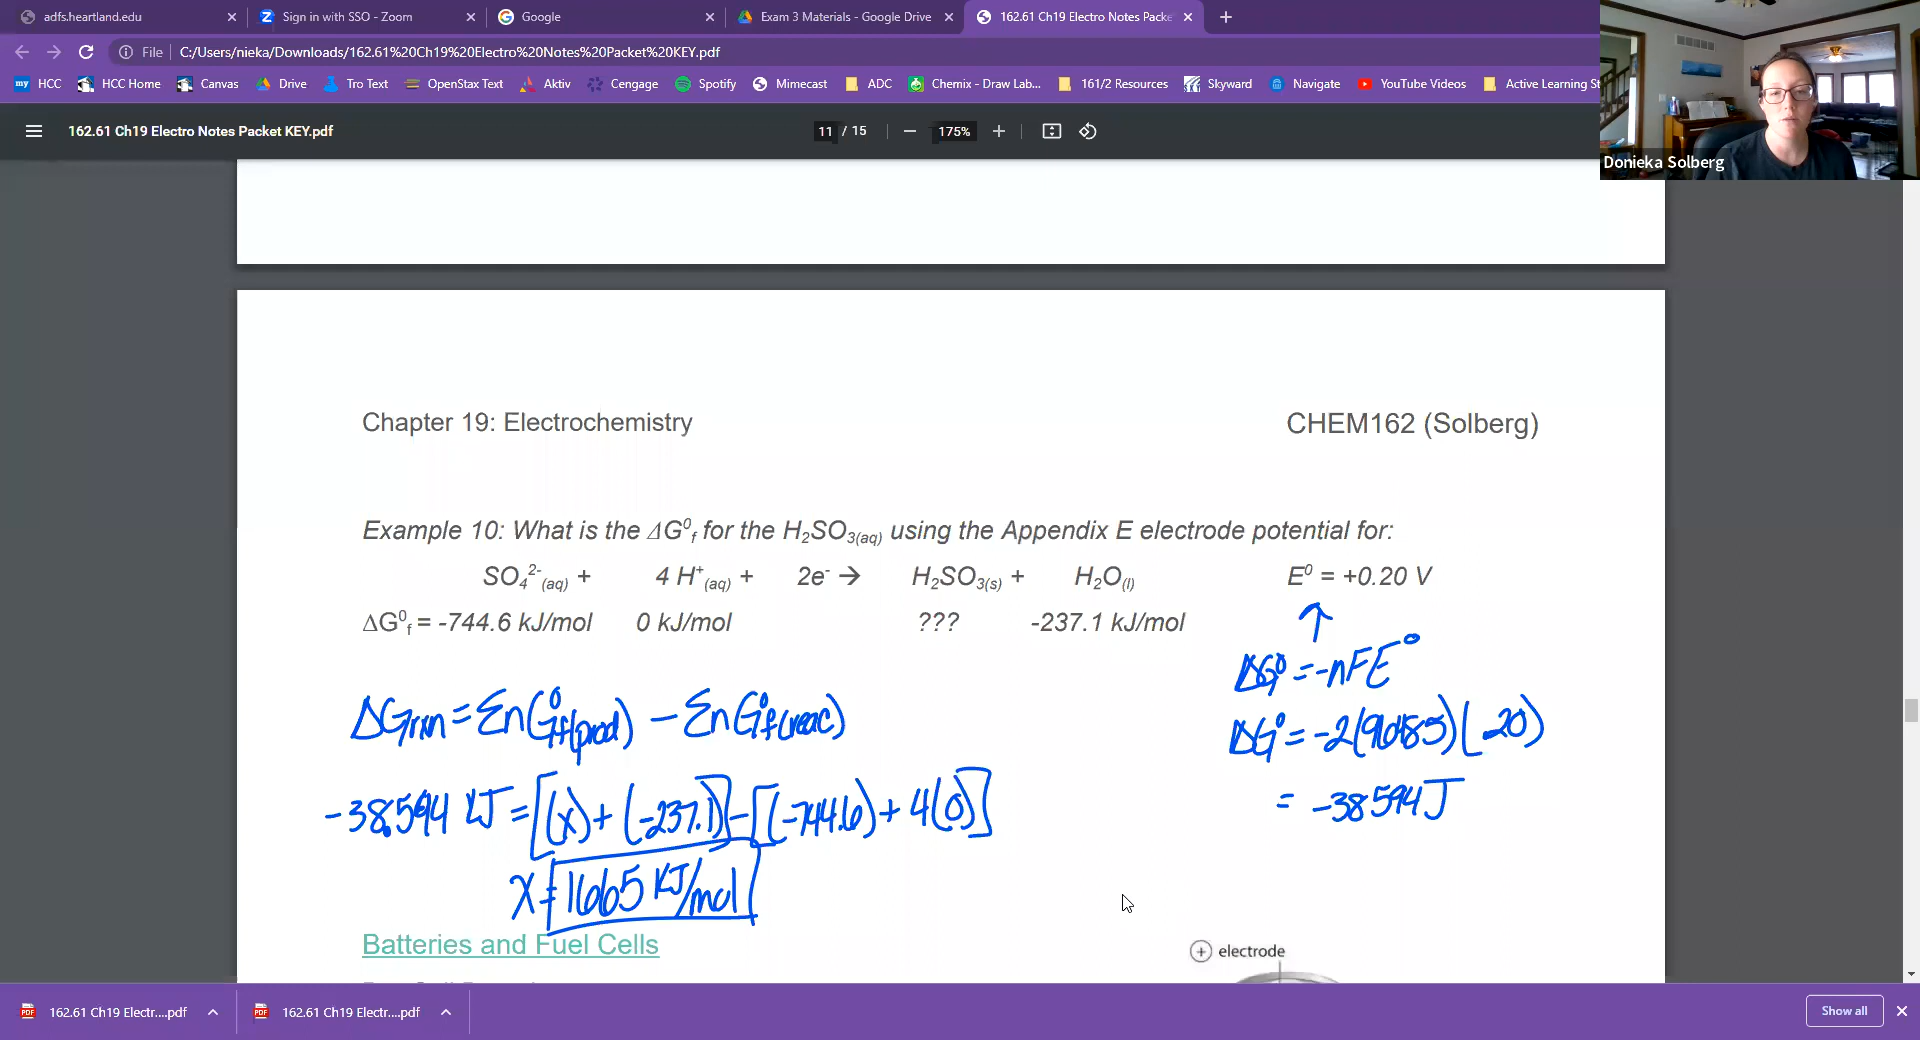 adfs.heartland.edu
Sign in with SSO - Zoom
Google
Exam 3 Materials - Google Drive
162.61 Ch19 Electro Notes Packe
File
C:/Users/nieka/Downloads/162.61%20Ch19%20Electro%20Notes%20Packet%20KEY.pdf
my HCC HCC Home Canvas Drive Tro Text OpenStax Text Aktiv Cengage Spotify Mimecast ADC Chemix - Draw Lab... 161/2 Resources Skyward Navigate YouTube Videos Active Learning St
162.61 Ch19 Electro Notes Packet KEY.pdf
11 / 15
175%
Donieka Solberg
Chapter 19: Electrochemistry CHEM162 (Solberg)
Example 10: What is the ΔG⁰f for the H₂SO₃(aq) using the Appendix E electrode potential for:
SO₄²⁻(aq) + 4 H⁺(aq) + 2e⁻ → H₂SO₃(s) + H₂O(l) E⁰ = +0.20 V
ΔG⁰f = -744.6 kJ/mol 0 kJ/mol ??? -237.1 kJ/mol
↑
ΔG° = -nFE°
ΔGrxn = Σn(G°f(prod) - ΣnG°f(reac)
ΔG° = -2(96485)(.20)
-38.594 KJ = [(x) + (-237.1)] - [(-744.6) + 4(0)]
= -38594 J
X = 1665 KJ/mol
Batteries and Fuel Cells
+ electrode
162.61 Ch19 Electr....pdf
162.61 Ch19 Electr....pdf
Show all